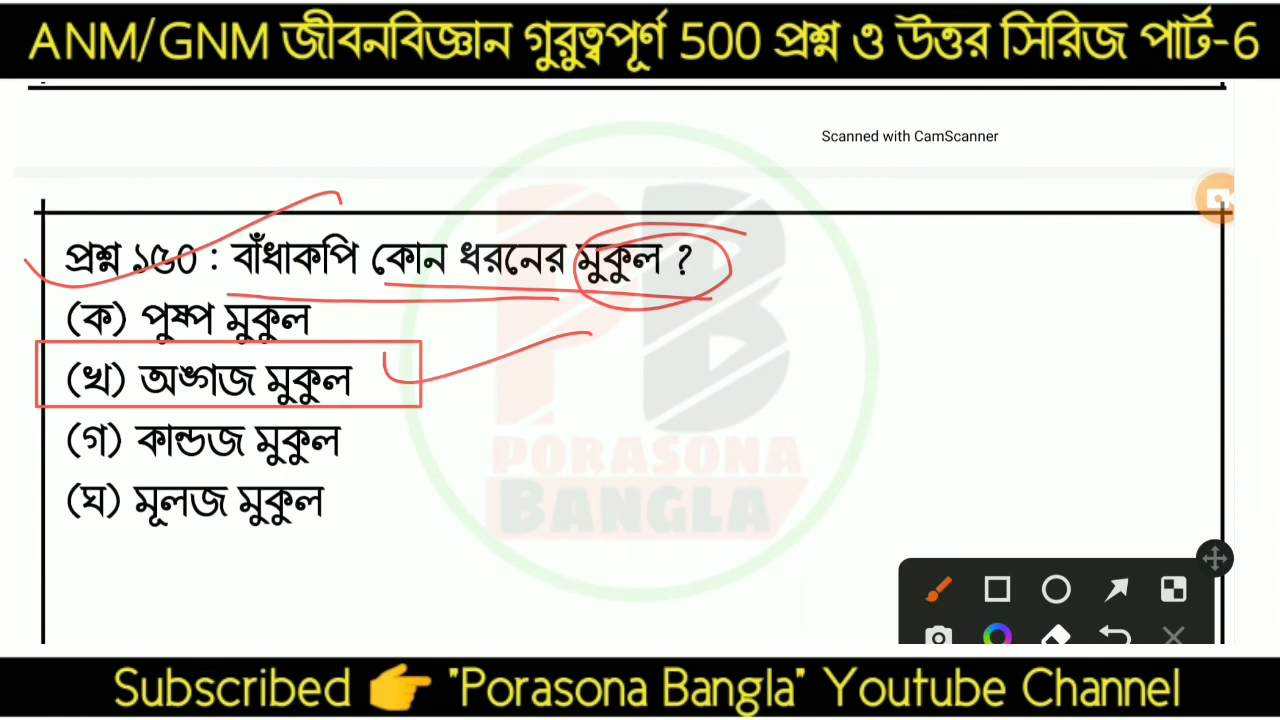 ANM/GNM জীবনবিজ্ঞান গুরুত্বপূর্ণ 500 প্রশ্ন ও উত্তর সিরিজ পার্ট-6
Scanned with CamScanner
প্রশ্ন ১৫০ : বাঁধাকপি কোন ধরনের মুকুল ?
(ক) পুষ্প মুকুল
(খ) অঙ্গজ মুকুল
(গ) কান্ডজ মুকুল
(ঘ) মূলজ মুকুল
PB
PORASONA
BANGLA
Subscribed 👉 "Porasona Bangla" Youtube Channel